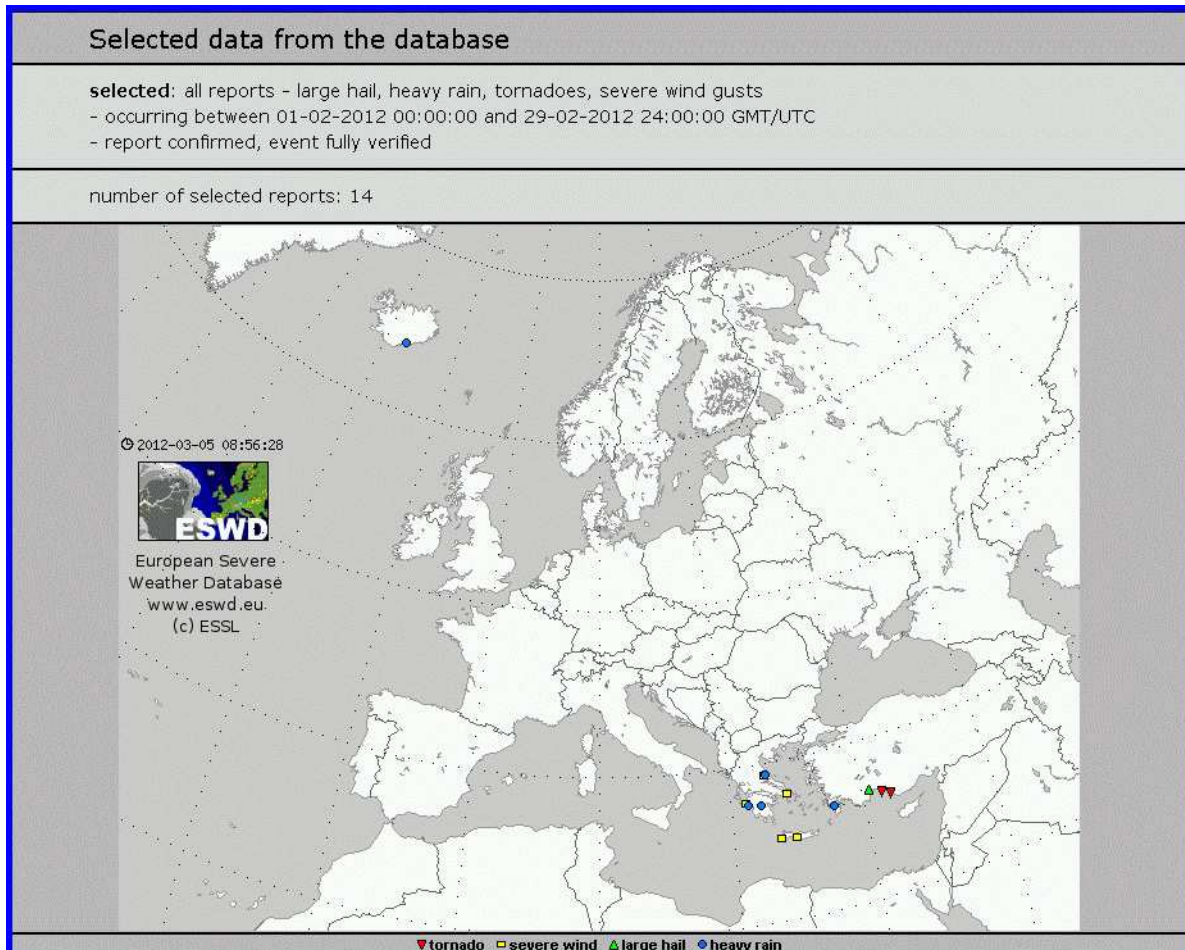 Selected data from the database
selected: all reports - large hail, heavy rain, tornadoes, severe wind gusts
- occurring between 01-02-2012 00:00:00 and 29-02-2012 24:00:00 GMT/UTC
- report confirmed, event fully verified
number of selected reports: 14
2012-03-05 08:56:28
ESWD
European Severe
Weather Database
www.eswd.eu
(c) ESSL
tornado severe wind large hail heavy rain